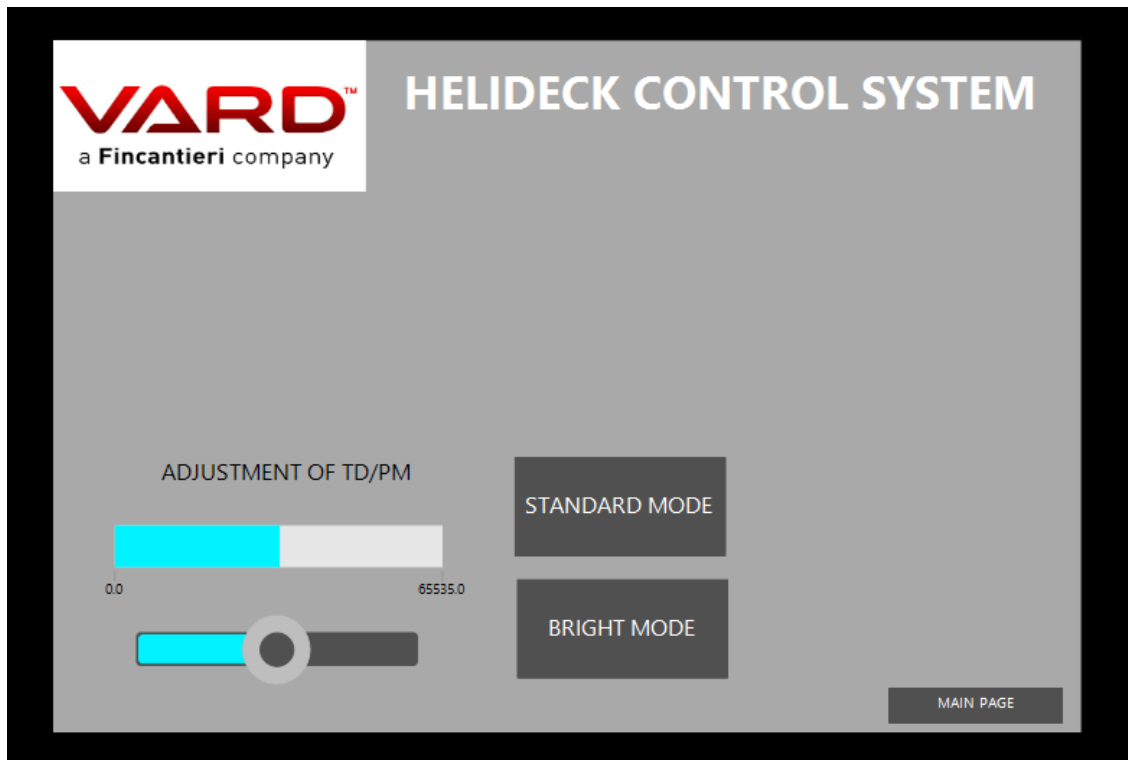 VARD™
a Fincantieri company
HELIDECK CONTROL SYSTEM
ADJUSTMENT OF TD/PM
0.0
65535.0
STANDARD MODE
BRIGHT MODE
MAIN PAGE